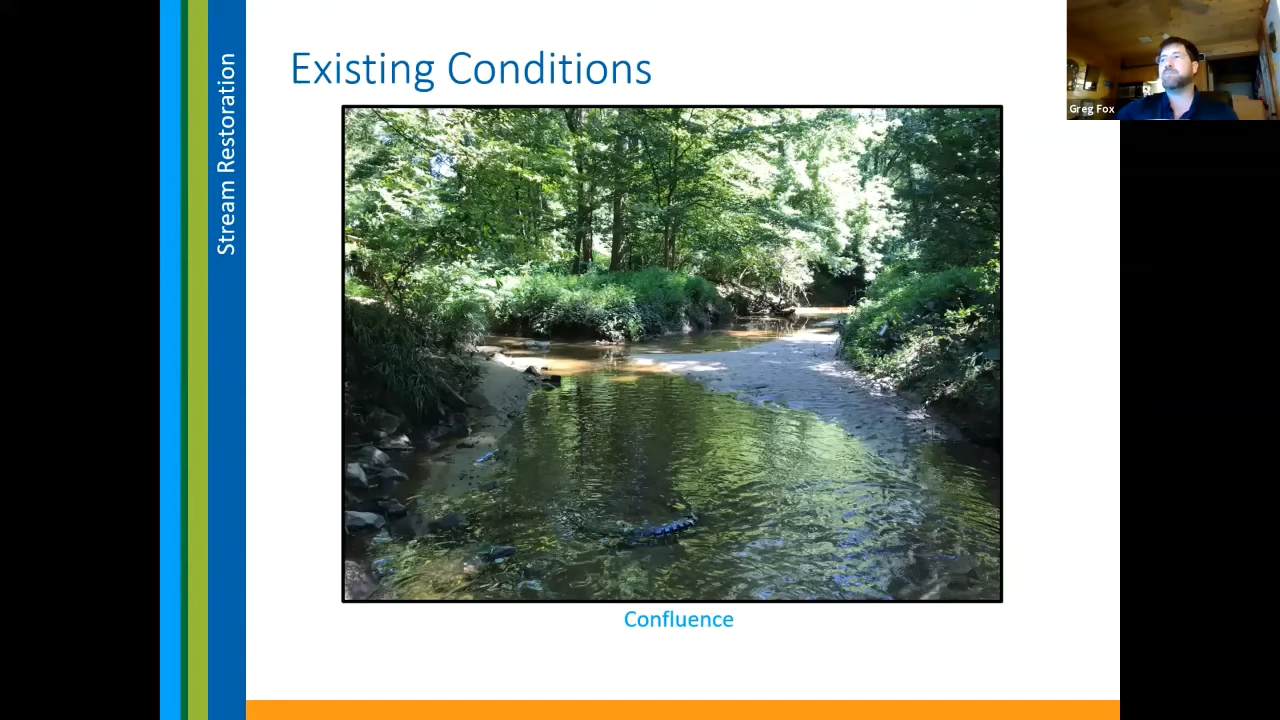 Stream Restoration
Existing Conditions
Greg Fox
Confluence